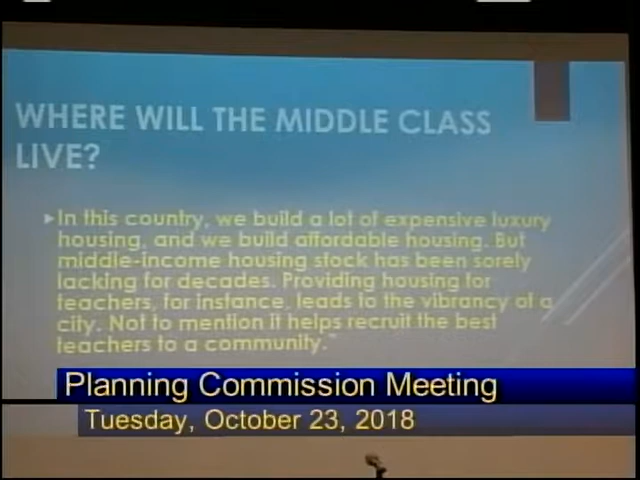 WHERE WILL THE MIDDLE CLASS
LIVE?
In this country, we build a lot of expensive luxury
housing, and we build affordable housing. But
middle-income housing stock has been sorely
lacking for decades. Providing housing for
teachers, for instance, leads to the vibrancy of a
city. Not to mention it helps recruit the best
teachers to a community."
Planning Commission Meeting
Tuesday, October 23, 2018